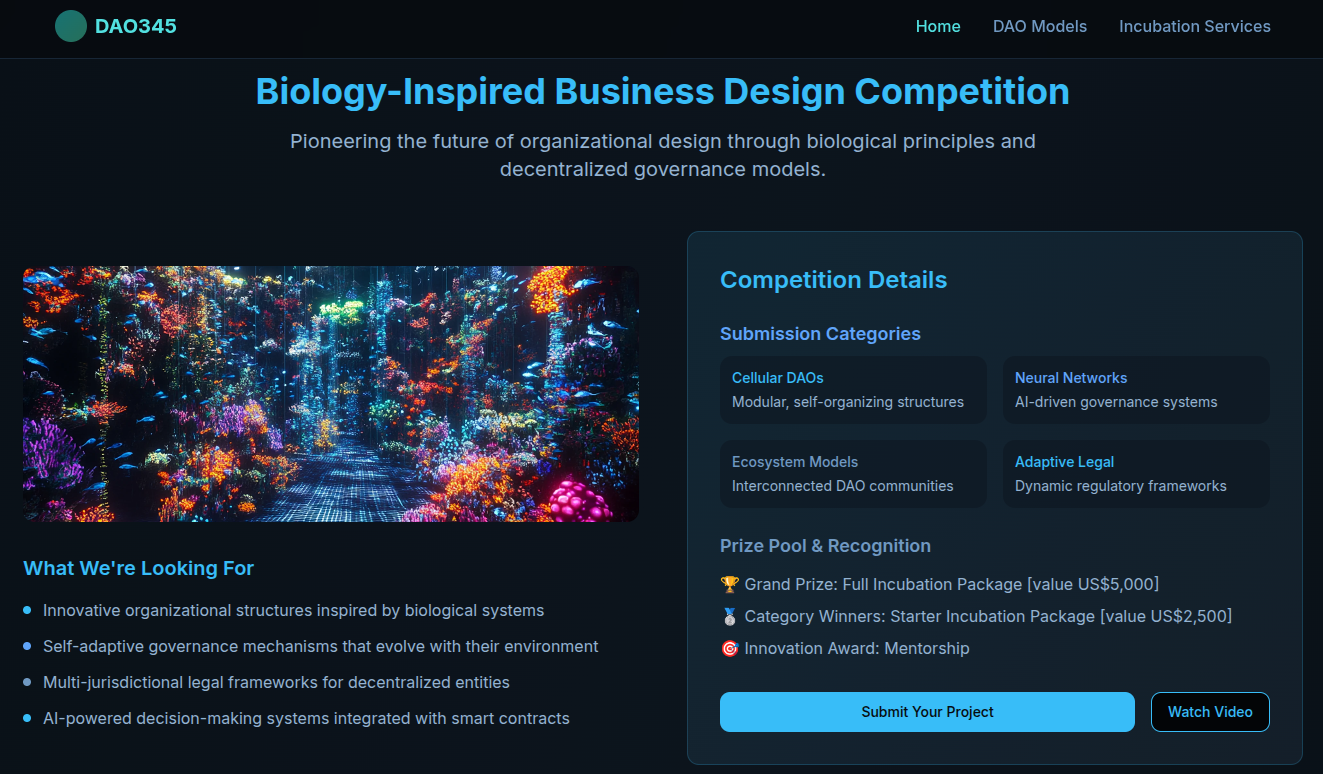 DAO345
Home
DAO Models
Incubation Services
Biology-Inspired Business Design Competition
Pioneering the future of organizational design through biological principles and
decentralized governance models.
What We're Looking For
Innovative organizational structures inspired by biological systems
Self-adaptive governance mechanisms that evolve with their environment
Multi-jurisdictional legal frameworks for decentralized entities
AI-powered decision-making systems integrated with smart contracts
Competition Details
Submission Categories
Cellular DAOs
Modular, self-organizing structures
Neural Networks
AI-driven governance systems
Ecosystem Models
Interconnected DAO communities
Adaptive Legal
Dynamic regulatory frameworks
Prize Pool & Recognition
🏆 Grand Prize: Full Incubation Package [value US$5,000]
🥈 Category Winners: Starter Incubation Package [value US$2,500]
🎯 Innovation Award: Mentorship
Submit Your Project
Watch Video